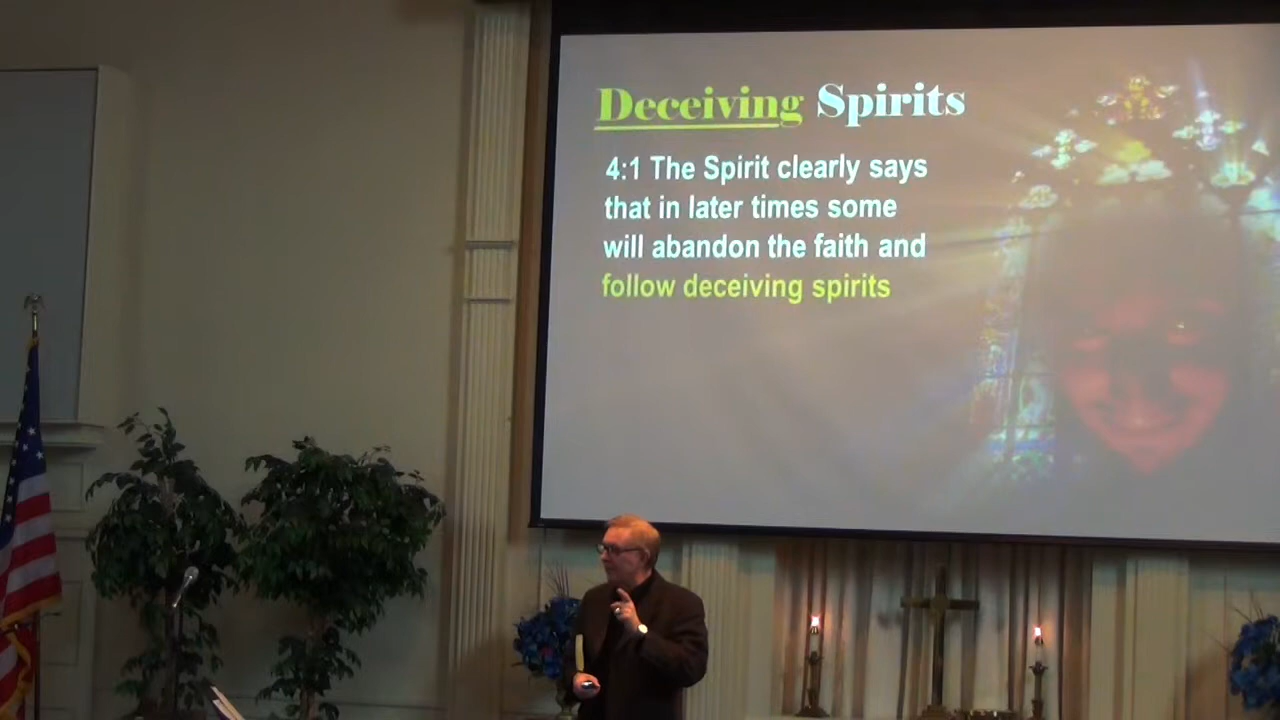 Deceiving Spirits
4:1 The Spirit clearly says
that in later times some
will abandon the faith and
follow deceiving spirits